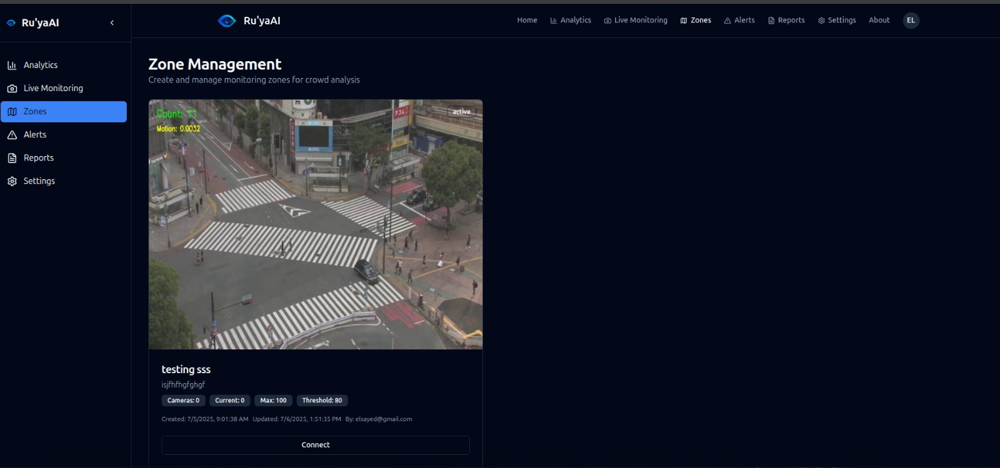 Ru'yaAI
Ru'yaAI
Home Analytics Live Monitoring Zones Alerts Reports Settings About EL
Analytics
Live Monitoring
Zones
Alerts
Reports
Settings
Zone Management
Create and manage monitoring zones for crowd analysis
Count: 11
Motion: 0.0032
active
アコム
testing sss
isjfhfhgfghgf
Cameras: 0 Current: 0 Max: 100 Threshold: 80
Created: 7/5/2025, 9:01:38 AM Updated: 7/6/2025, 1:51:35 PM By: elsayed@gmail.com
Connect